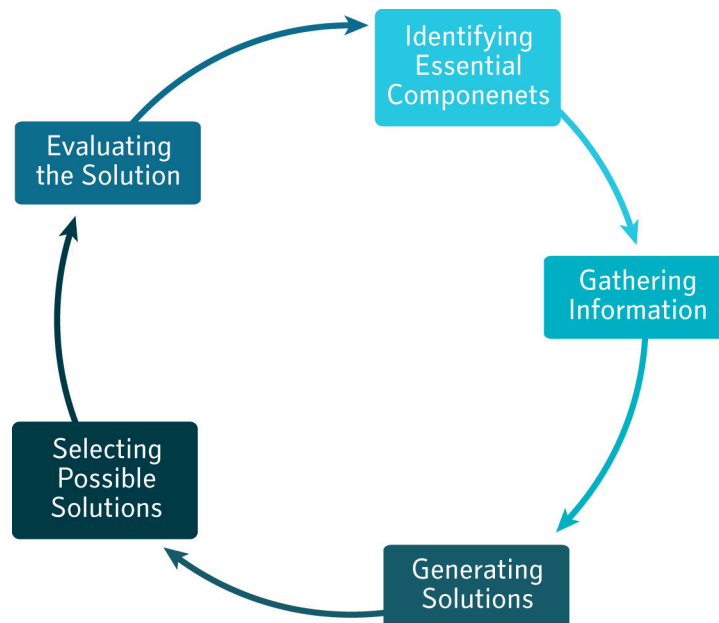 Identifying
Essential
Componenets
Gathering
Information
Generating
Solutions
Selecting
Possible
Solutions
Evaluating
the Solution